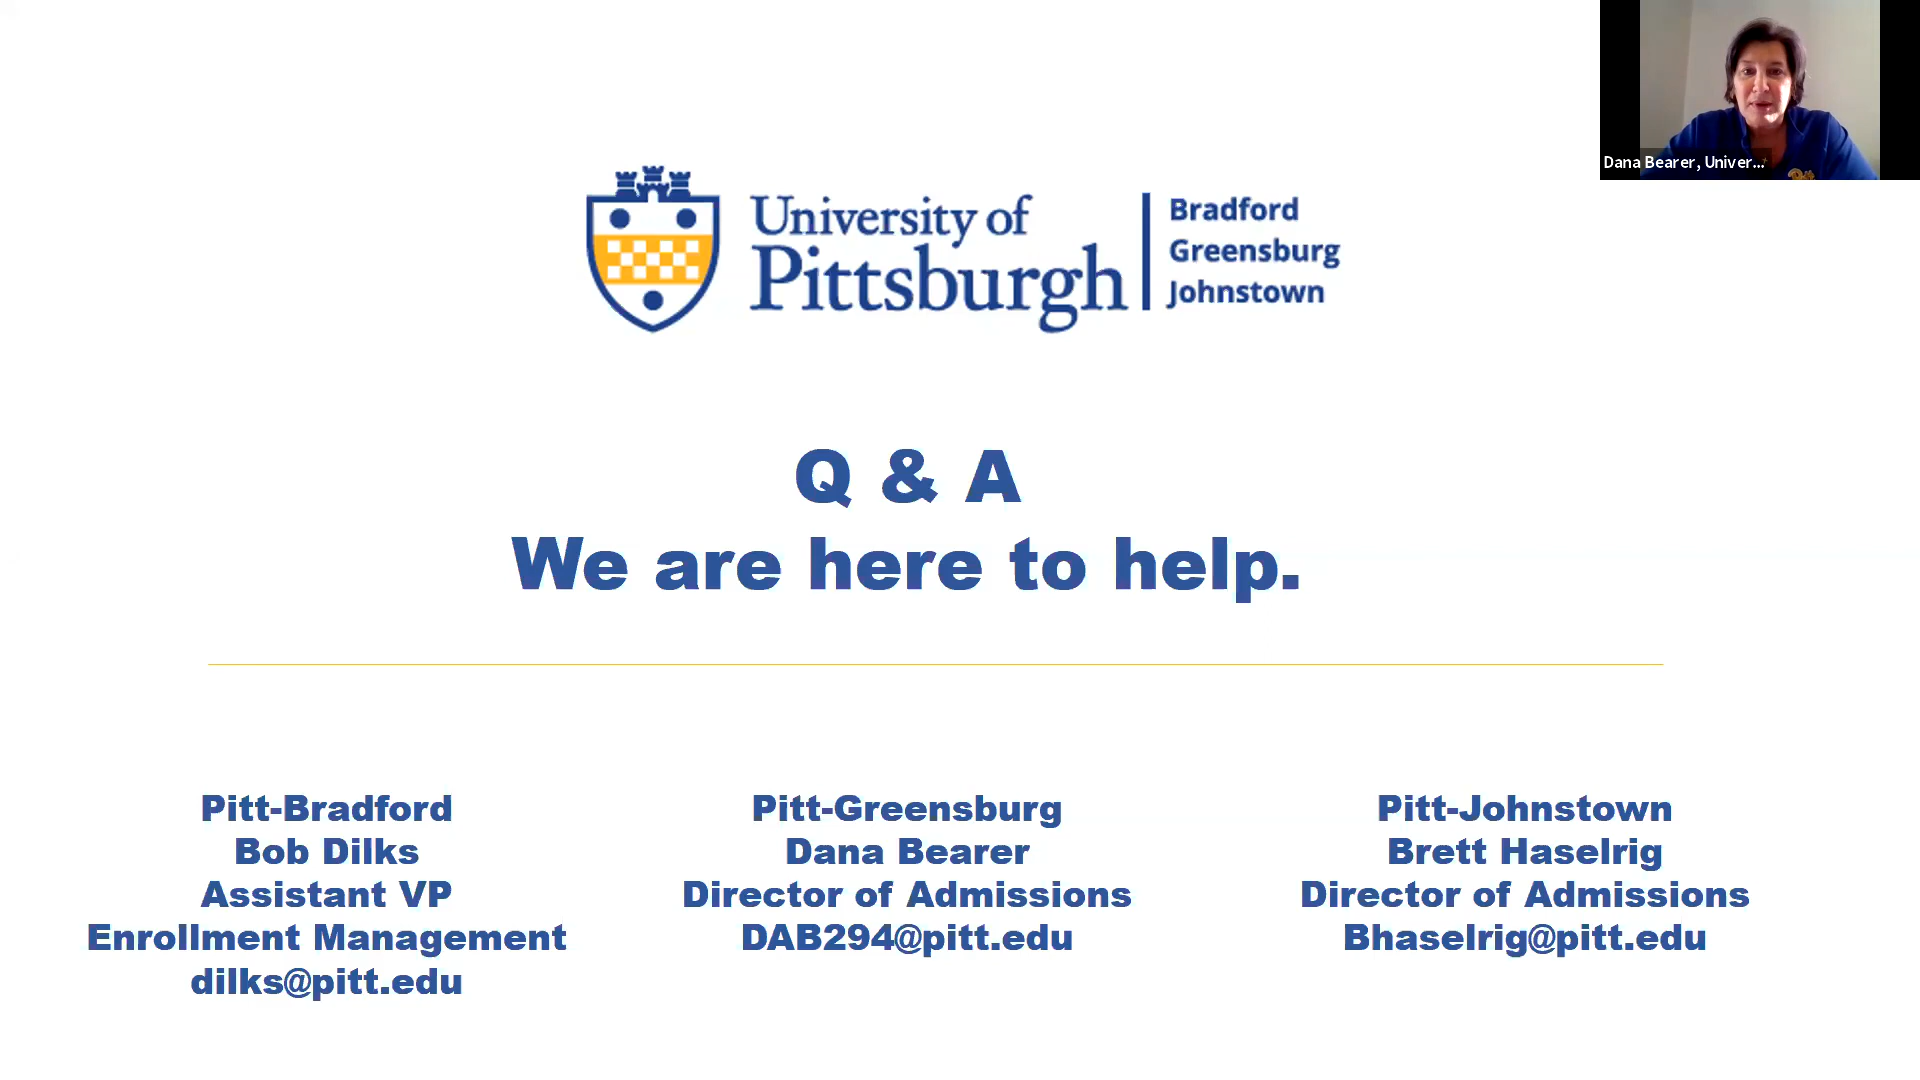 Dana Bearer, Univer...
Pitt
University of
Pittsburgh
Bradford
Greensburg
Johnstown
Q & A
We are here to help.
Pitt-Bradford
Bob Dilks
Assistant VP
Enrollment Management
dilks@pitt.edu
Pitt-Greensburg
Dana Bearer
Director of Admissions
DAB294@pitt.edu
Pitt-Johnstown
Brett Haselrig
Director of Admissions
Bhaselrig@pitt.edu